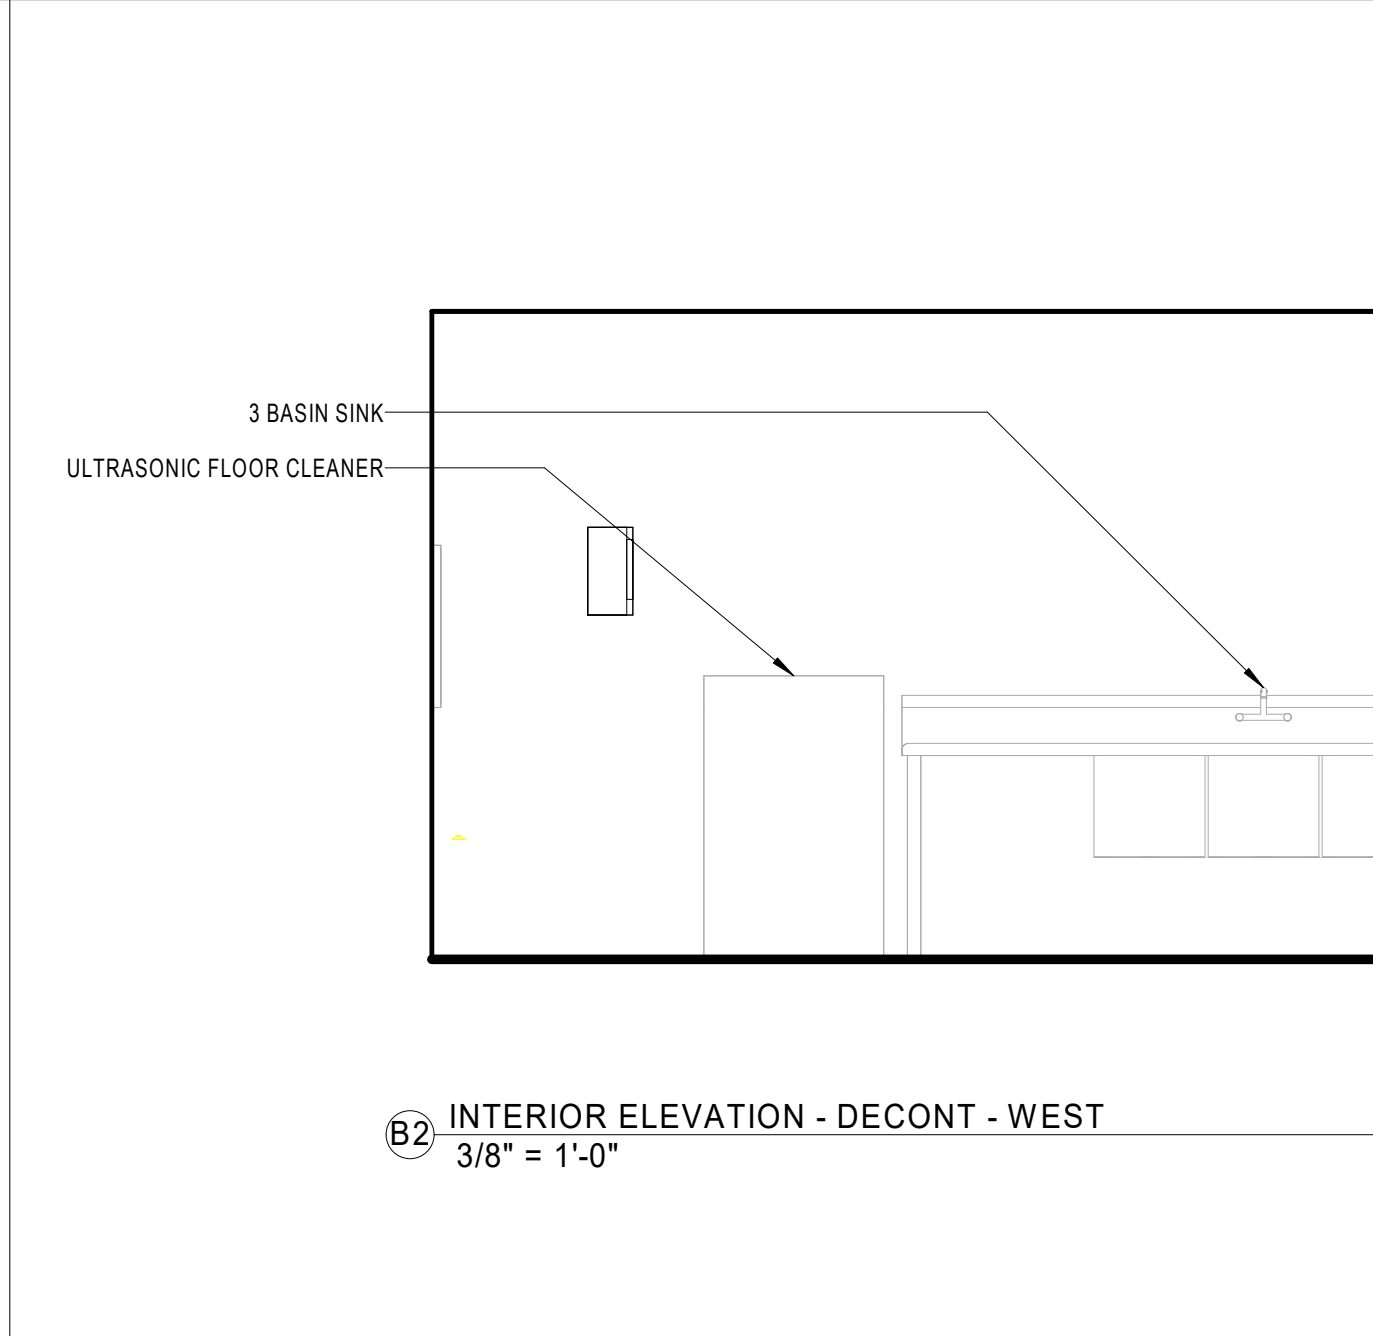 3 BASIN SINK
ULTRASONIC FLOOR CLEANER
INTERIOR ELEVATION - DECONT - WEST
B2
3/8" = 1'-0"